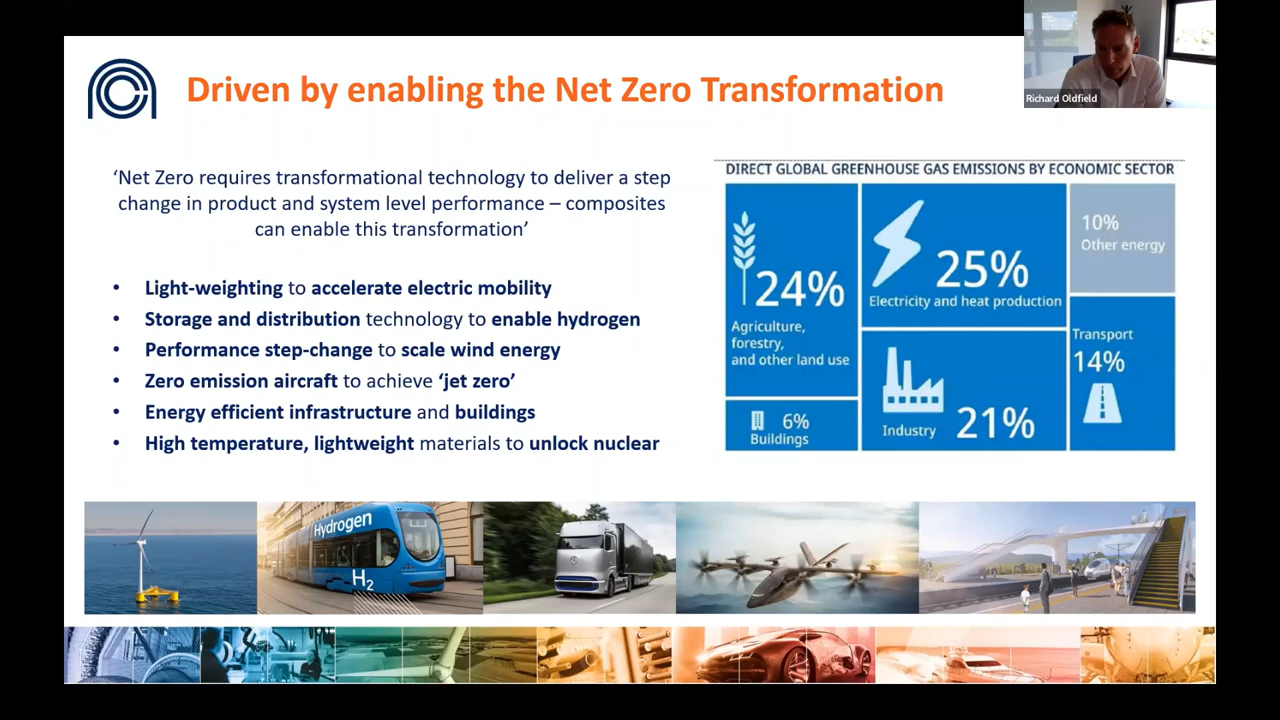 Driven by enabling the Net Zero Transformation
Richard Oldfield
‘Net Zero requires transformational technology to deliver a step
change in product and system level performance – composites
can enable this transformation’
• Light-weighting to accelerate electric mobility
• Storage and distribution technology to enable hydrogen
• Performance step-change to scale wind energy
• Zero emission aircraft to achieve ‘jet zero’
• Energy efficient infrastructure and buildings
• High temperature, lightweight materials to unlock nuclear
DIRECT GLOBAL GREENHOUSE GAS EMISSIONS BY ECONOMIC SECTOR
24%
Agriculture,
forestry,
and other land use
6%
Buildings
25%
Electricity and heat production
Industry 21%
10%
Other energy
Transport
14%
Hydrogen
H2